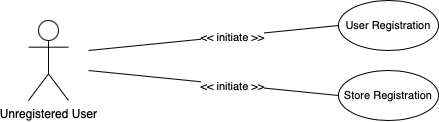 User Registration
<< initiate >>
<< initiate >>
Store Registration
Unregistered User